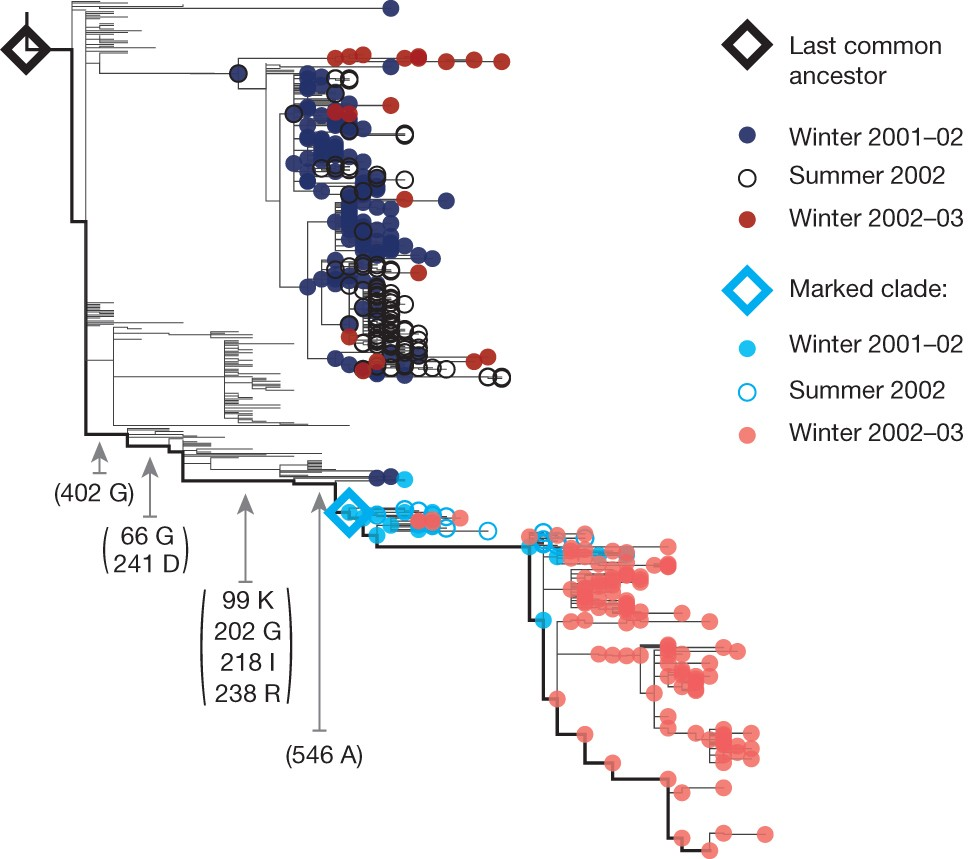 Last common
ancestor
Winter 2001–02
Summer 2002
Winter 2002–03
Marked clade:
Winter 2001–02
Summer 2002
Winter 2002–03
(402 G)
(66 G
241 D)
(99 K
202 G
218 I
238 R)
(546 A)